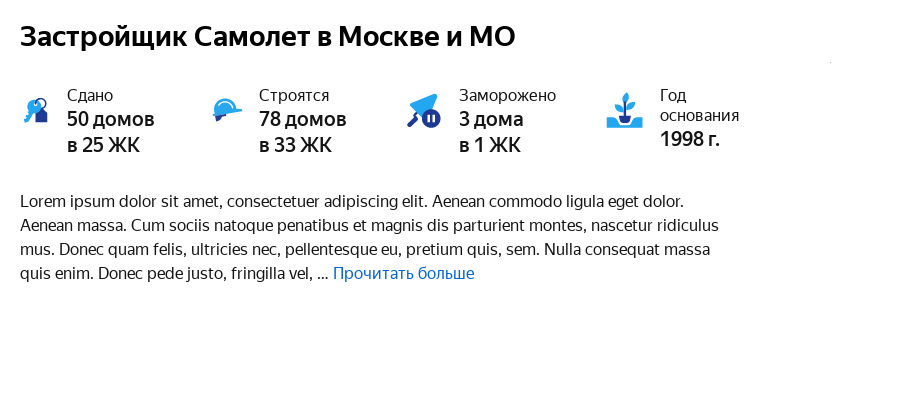 Застройщик Самолет в Москве и МО
Сдано
50 домов
в 25 ЖК
Строятся
78 домов
в 33 ЖК
Заморожено
3 дома
в 1 ЖК
Год
основания
1998 г.
Lorem ipsum dolor sit amet, consectetuer adipiscing elit. Aenean commodo ligula eget dolor.
Aenean massa. Cum sociis natoque penatibus et magnis dis parturient montes, nascetur ridiculus
mus. Donec quam felis, ultricies nec, pellentesque eu, pretium quis, sem. Nulla consequat massa
quis enim. Donec pede justo, fringilla vel, ... Прочитать больше